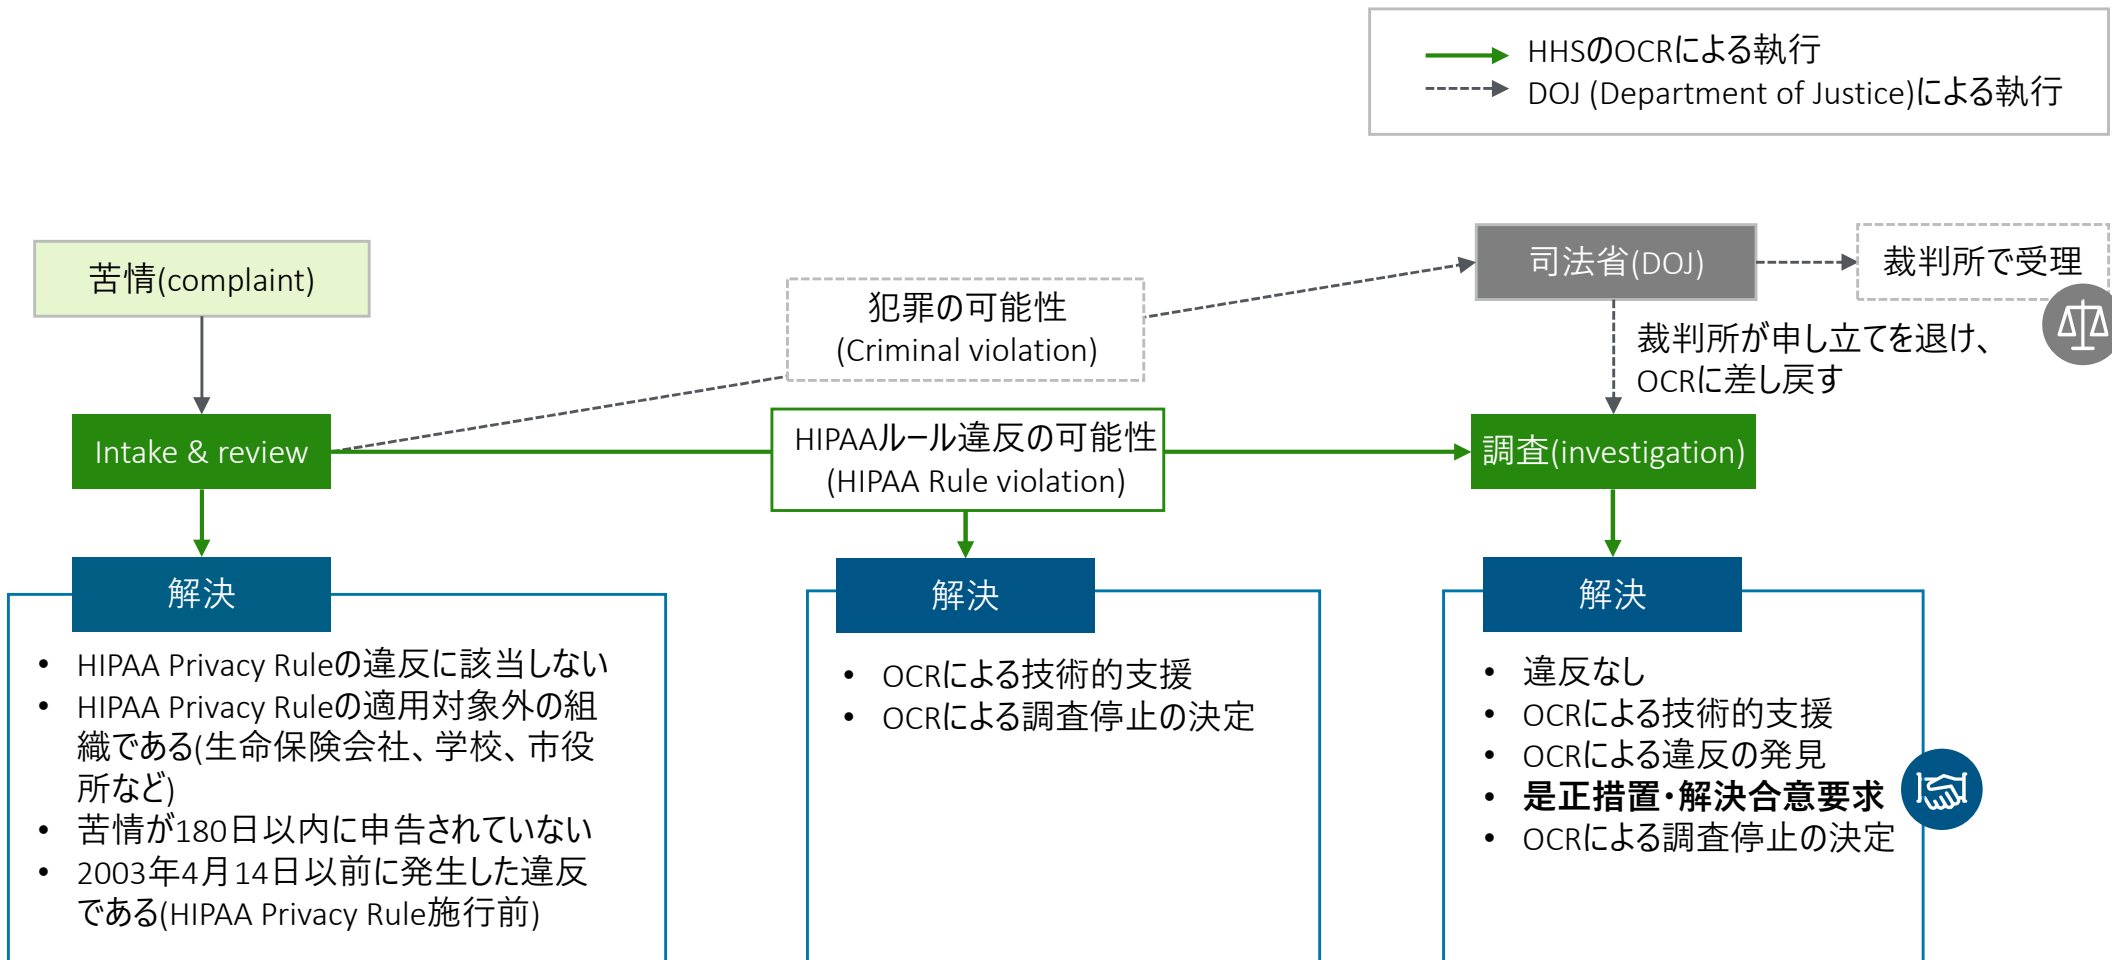 HHSのOCRによる執行
DOJ (Department of Justice)による執行
苦情(complaint)
犯罪の可能性
(Criminal violation)
司法省(DOJ)
裁判所で受理
裁判所が申し立てを退け、
OCRに差し戻す
Intake & review
HIPAAルール違反の可能性
(HIPAA Rule violation)
調査(investigation)
解決
• HIPAA Privacy Ruleの違反に該当しない
• HIPAA Privacy Ruleの適用対象外の組
織である(生命保険会社、学校、市役
所など)
• 苦情が180日以内に申告されていない
• 2003年4月14日以前に発生した違反
である(HIPAA Privacy Rule施行前)
解決
• OCRによる技術的支援
• OCRによる調査停止の決定
解決
• 違反なし
• OCRによる技術的支援
• OCRによる違反の発見
• 是正措置・解決合意要求
• OCRによる調査停止の決定